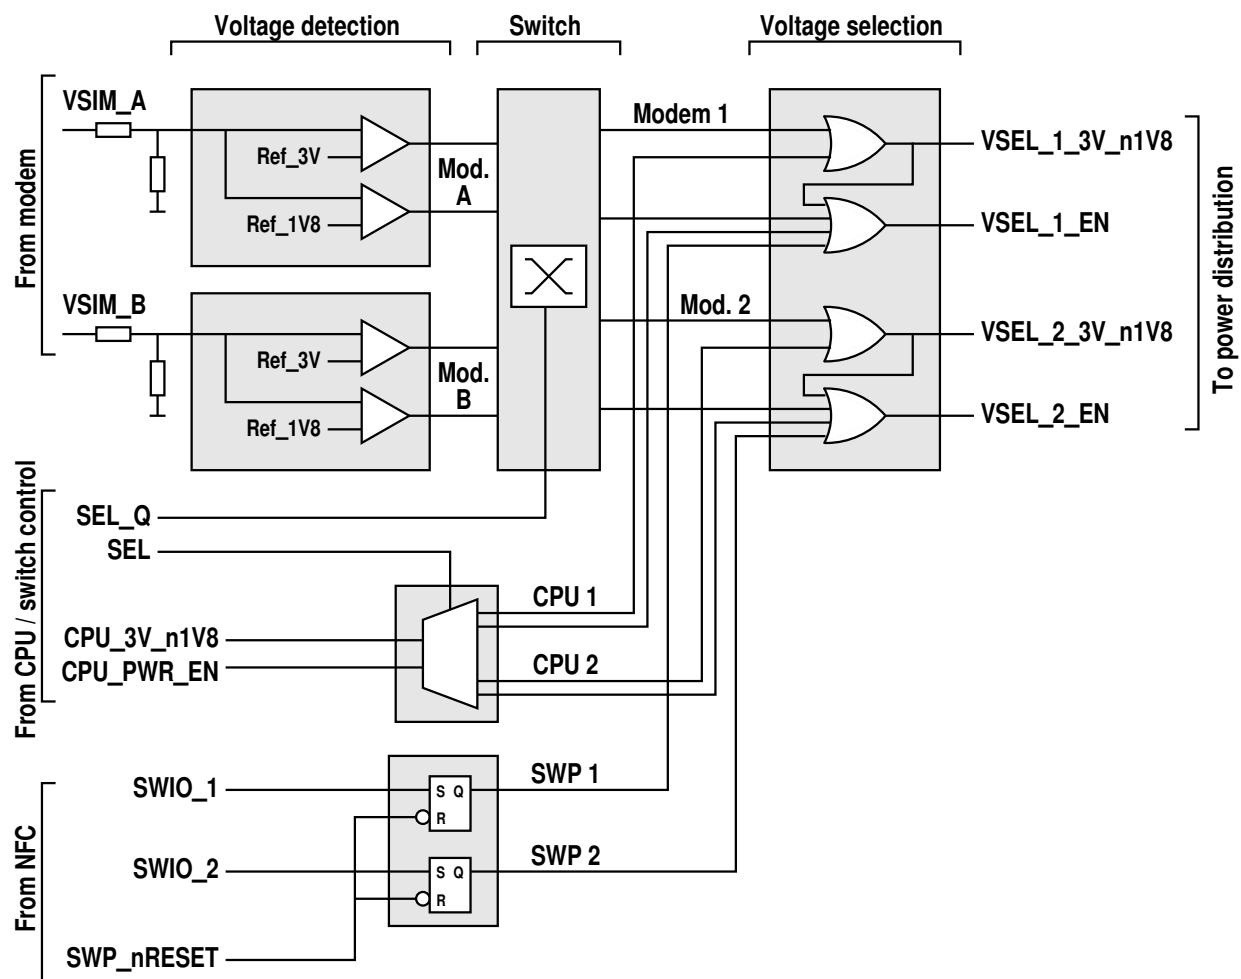 Voltage detection
Switch
Voltage selection
From modem
VSIM_A
Ref_3V
Ref_1V8
Mod.
A
VSIM_B
Ref_3V
Ref_1V8
Mod.
B
Modem 1
Mod. 2
VSEL_1_3V_n1V8
VSEL_1_EN
VSEL_2_3V_n1V8
VSEL_2_EN
To power distribution
From CPU / switch control
SEL_Q
SEL
CPU_3V_n1V8
CPU_PWR_EN
CPU 1
CPU 2
From NFC
SWIO_1
S Q
R
SWP 1
SWIO_2
S Q
R
SWP 2
SWP_nRESET